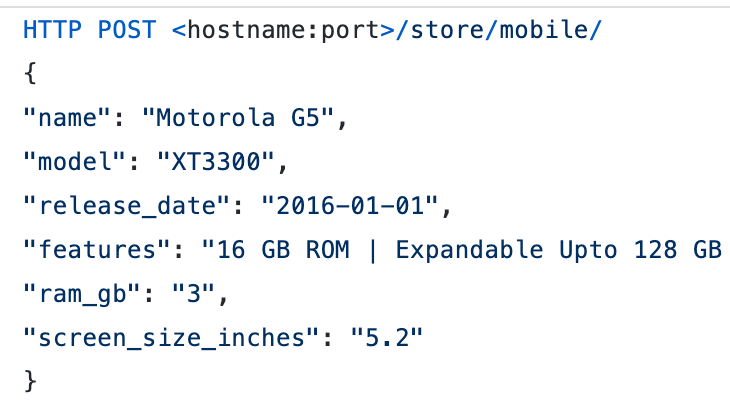 HTTP POST <hostname:port>/store/mobile/
{
"name": "Motorola G5",
"model": "XT3300",
"release_date": "2016-01-01",
"features": "16 GB ROM | Expandable Upto 128 GB
"ram_gb": "3",
"screen_size_inches": "5.2"
}